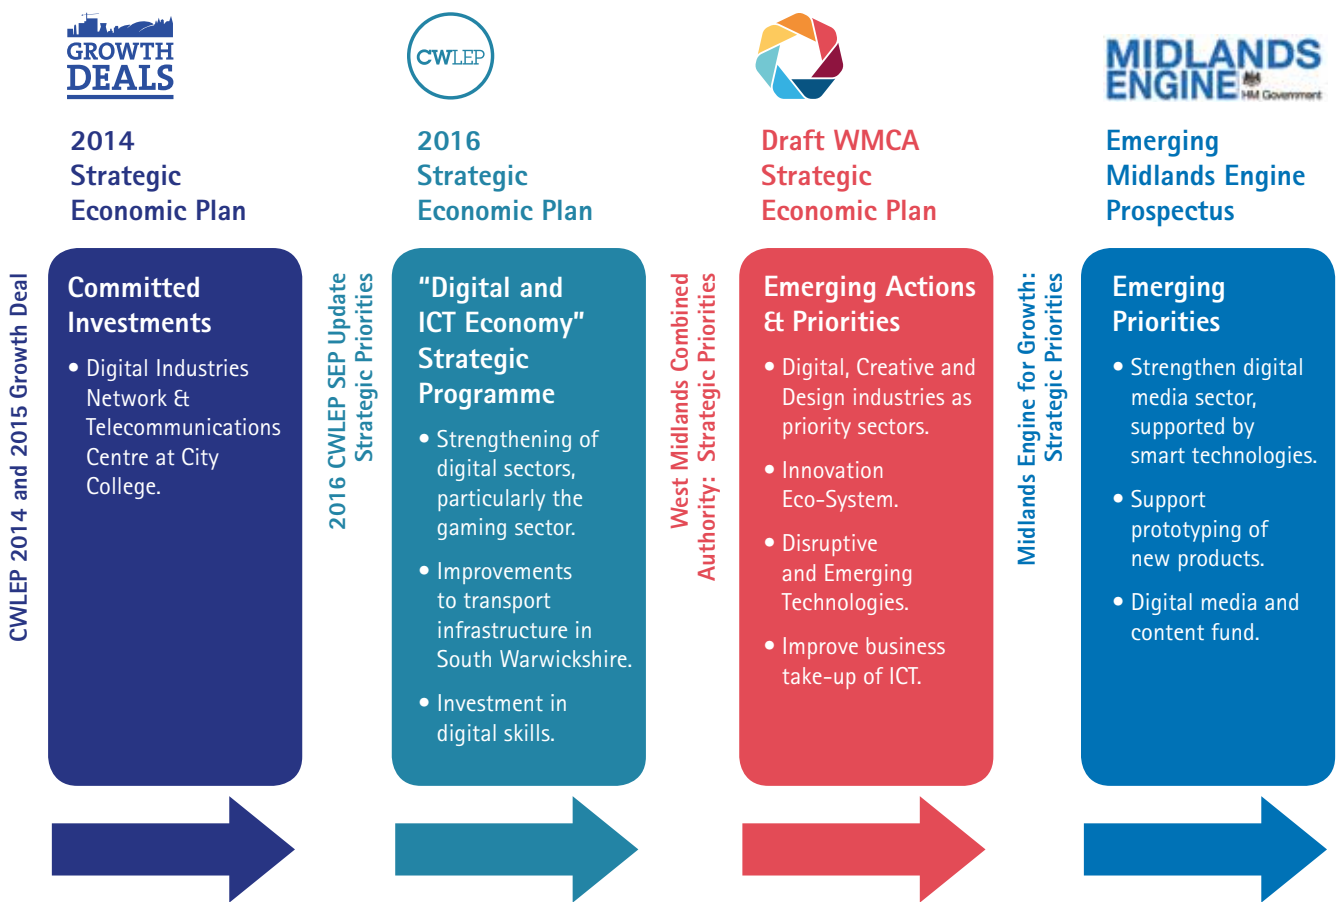 GROWTH
DEALS
2014
Strategic
Economic Plan
CWLEP 2014 and 2015 Growth Deal
Committed
Investments
• Digital Industries
Network &
Telecommunications
Centre at City
College.
CWLEP
2016
Strategic
Economic Plan
2016 CWLEP SEP Update
Strategic Priorities
“Digital and
ICT Economy”
Strategic
Programme
• Strengthening of
digital sectors,
particularly the
gaming sector.
• Improvements
to transport
infrastructure in
South Warwickshire.
• Investment in
digital skills.
Draft WMCA
Strategic
Economic Plan
West Midlands Combined
Authority: Strategic Priorities
Emerging Actions
& Priorities
• Digital, Creative and
Design industries as
priority sectors.
• Innovation
Eco-System.
• Disruptive
and Emerging
Technologies.
• Improve business
take-up of ICT.
MIDLANDS
ENGINE
HM Government
Emerging
Midlands Engine
Prospectus
Midlands Engine for Growth:
Strategic Priorities
Emerging
Priorities
• Strengthen digital
media sector,
supported by
smart technologies.
• Support
prototyping of
new products.
• Digital media and
content fund.